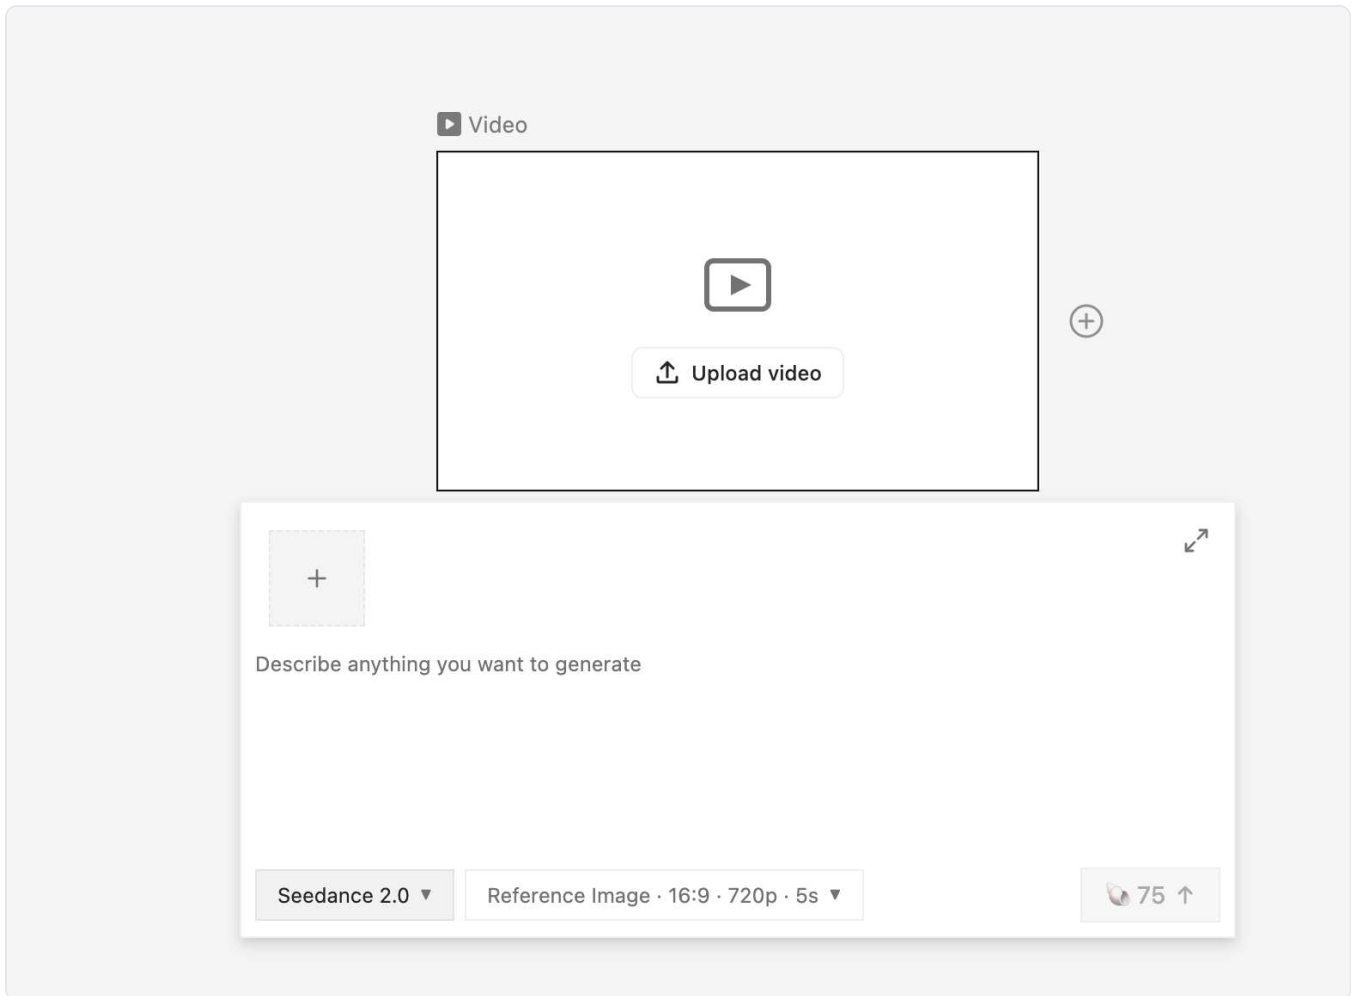 Video
Upload video
Describe anything you want to generate
Seedance 2.0 ▼
Reference Image · 16:9 · 720p · 5s ▼
75